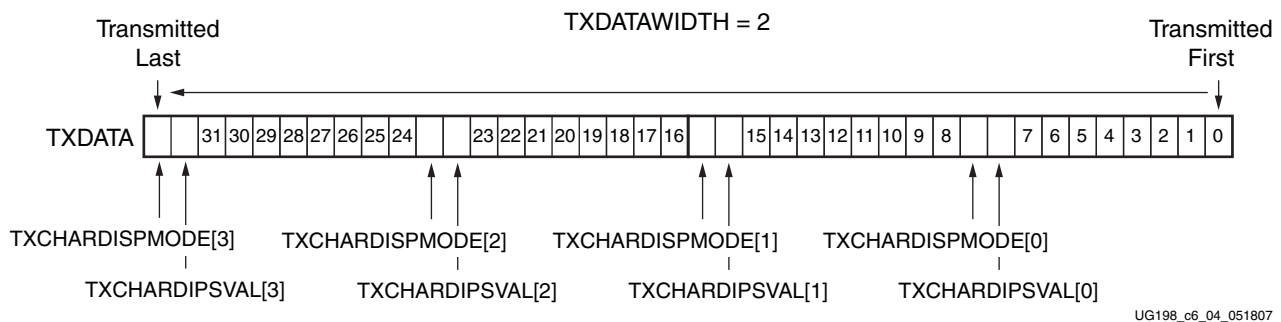 TXDATAWIDTH = 2
Transmitted
Last
Transmitted
First
TXDATA 31 30 29 28 27 26 25 24 23 22 21 20 19 18 17 16 15 14 13 12 11 10 9 8 7 6 5 4 3 2 1 0
TXCHARDISPMODE[3] TXCHARDISPMODE[2] TXCHARDISPMODE[1] TXCHARDISPMODE[0]
TXCHARDIPSVAL[3] TXCHARDIPSVAL[2] TXCHARDIPSVAL[1] TXCHARDIPSVAL[0]
UG198_c6_04_051807